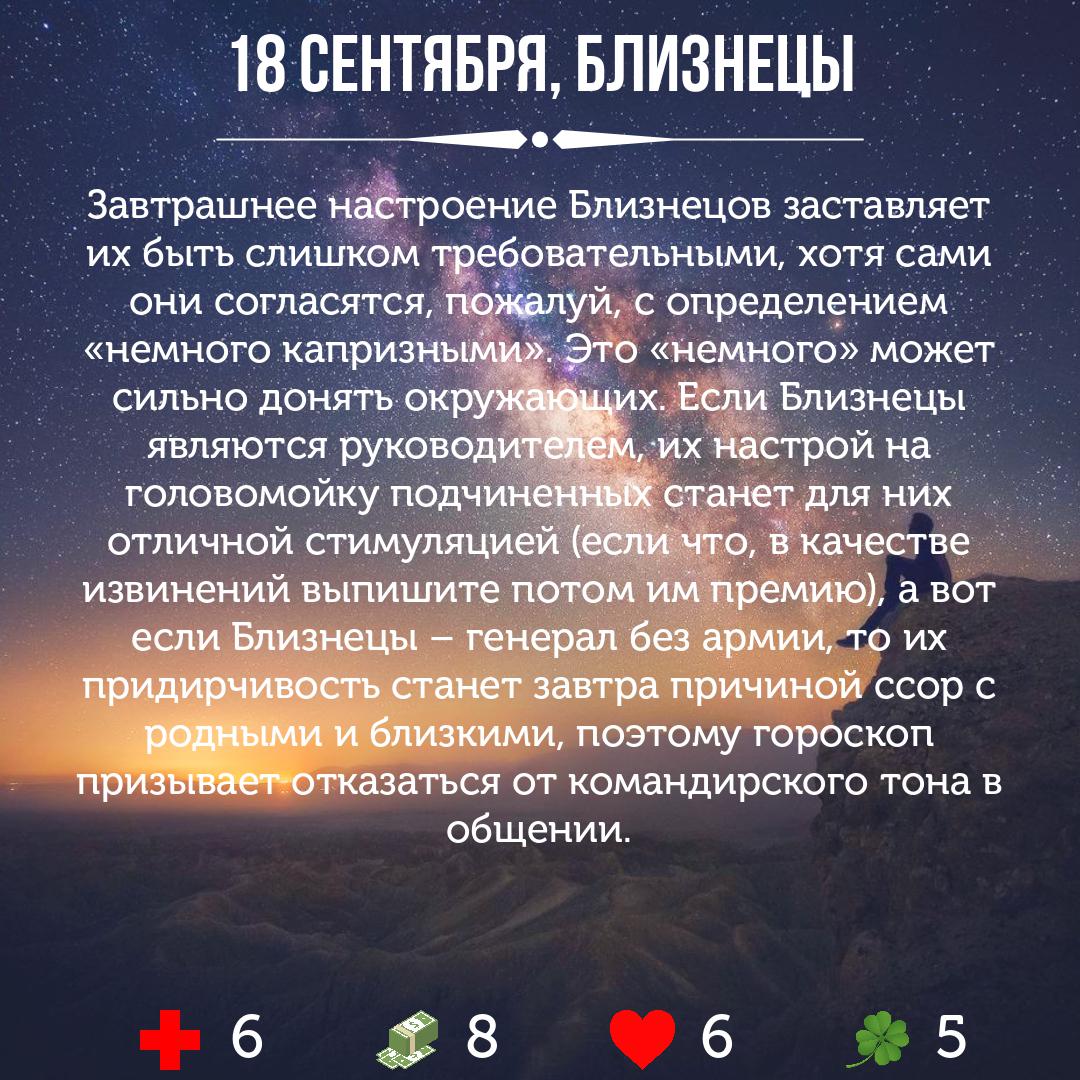 18 СЕНТЯБРЯ, БЛИЗНЕЦЫ
Завтрашнее настроение Близнецов заставляет
их быть слишком требовательными, хотя сами
они согласятся, пожалуй, с определением
«немного капризными». Это «немного» может
сильно донять окружающих. Если Близнецы
являются руководителем, их настрой на
головомойку подчиненных станет для них
отличной стимуляцией (если что, в качестве
извинений выпишите потом им премию), а вот
если Близнецы – генерал без армии, то их
придирчивость станет завтра причиной ссор с
родными и близкими, поэтому гороскоп
призывает отказаться от командирского тона в
общении.
6 8 6 5